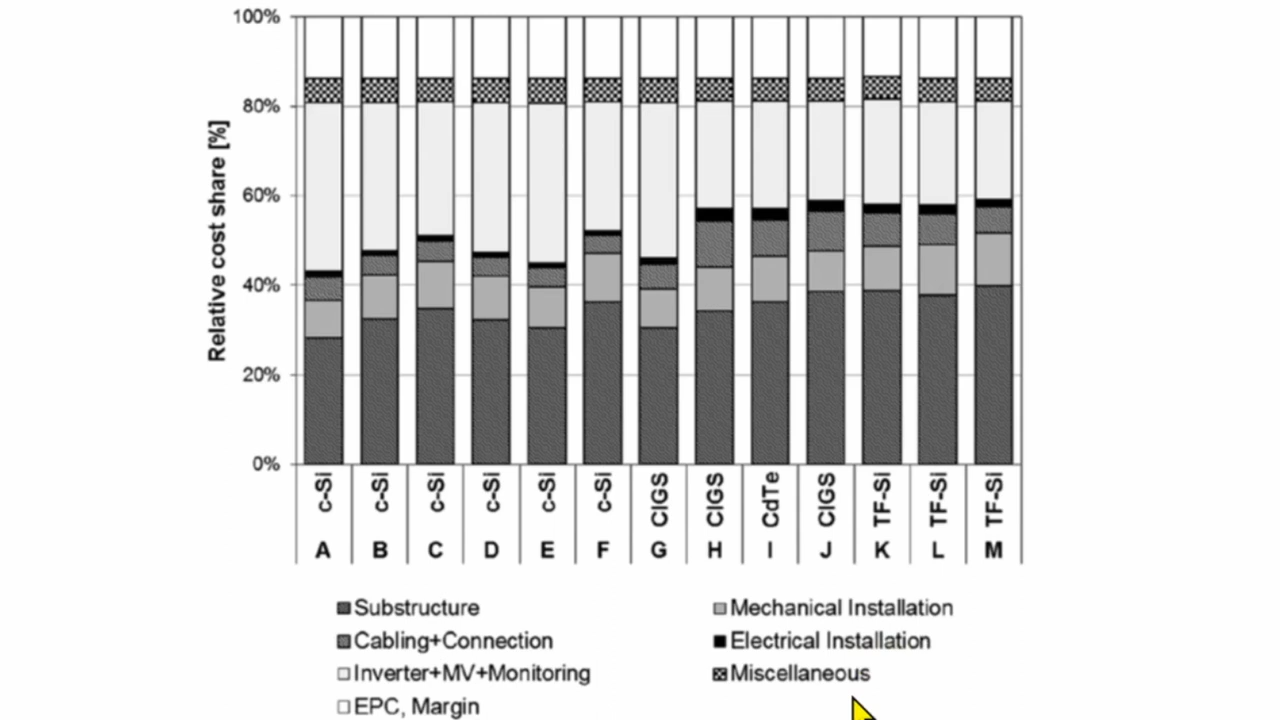 100%
80%
60%
40%
20%
0%
Relative cost share [%]
c-Si c-Si c-Si c-Si c-Si c-Si CIGS CIGS CdTe CIGS TF-Si TF-Si TF-Si
A B C D E F G H I J K L M
Substructure Mechanical Installation
Cabling+Connection Electrical Installation
Inverter+MV+Monitoring Miscellaneous
EPC, Margin